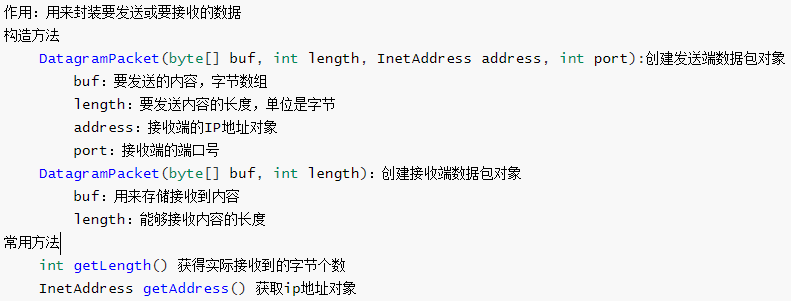 作用：用来封装要发送或要接收的数据
构造方法
DatagramPacket(byte[] buf, int length, InetAddress address, int port):创建发送端数据包对象
buf：要发送的内容，字节数组
length：要发送内容的长度，单位是字节
address：接收端的IP地址对象
port：接收端的端口号
DatagramPacket(byte[] buf, int length)：创建接收端数据包对象
buf：用来存储接收到内容
length：能够接收内容的长度
常用方法
int getLength() 获得实际接收到的字节个数
InetAddress getAddress() 获取ip地址对象